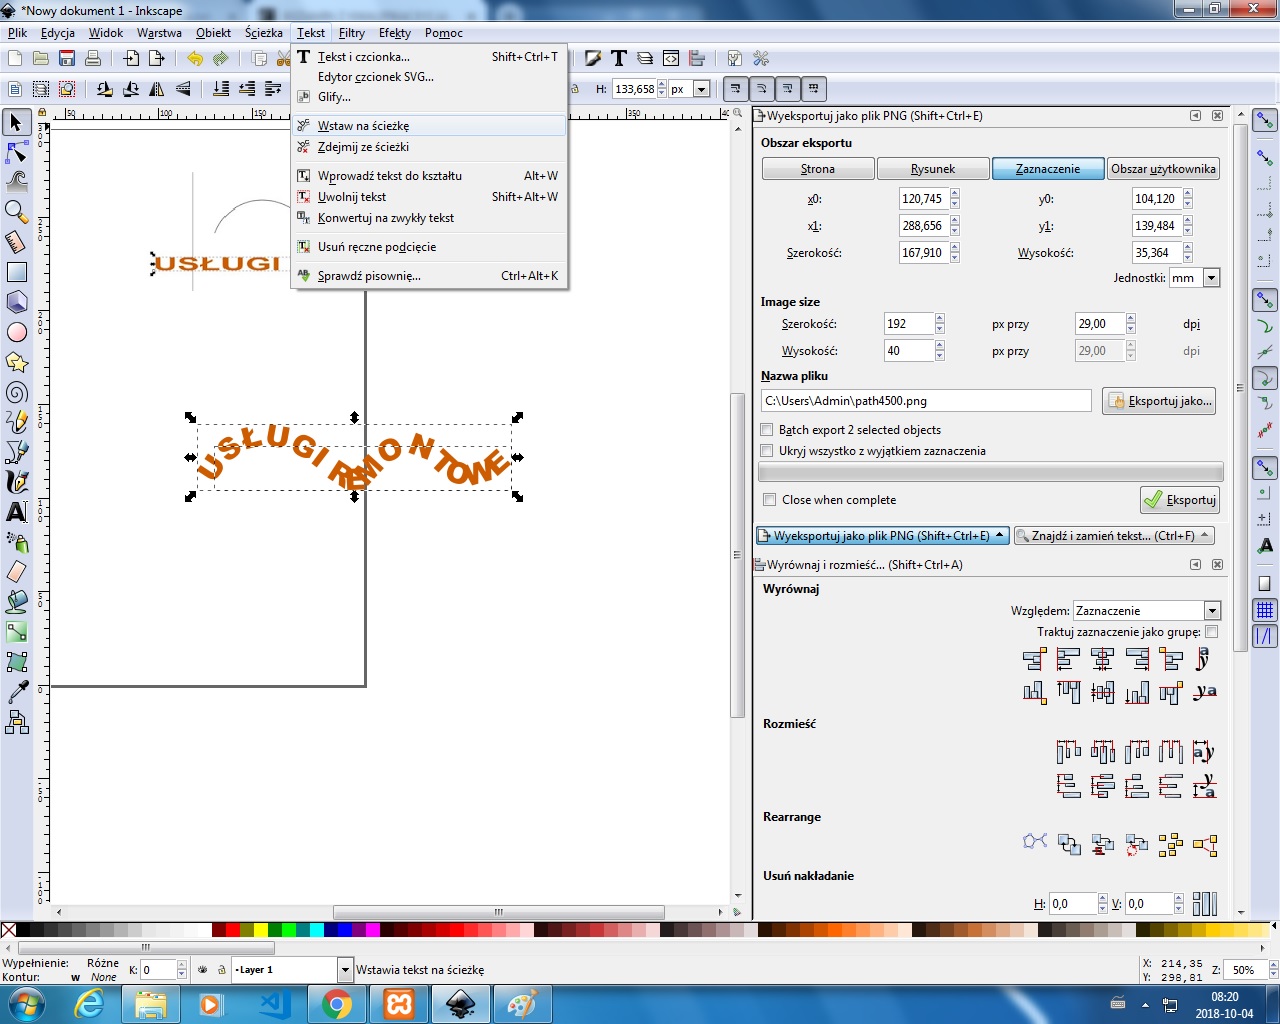 *Nowy dokument 1 - Inkscape
Plik Edycja Widok Warstwa Obiekt Ścieżka Tekst Filtry Efekty Pomoc
Tekst i czcionka... Shift+Ctrl+T
Edytor czcionek SVG...
Glify...
Wstaw na ścieżkę
Zdejmij ze ścieżki
Wprowadź tekst do kształtu Alt+W
Uwolnij tekst Shift+Alt+W
Konwertuj na zwykły tekst
Usuń ręczne podcięcie
Sprawdź pisownię... Ctrl+Alt+K
H: 133,658 px
50 100 150 350
USŁUGI
USŁUGI REMONTOWE
Wyeksportuj jako plik PNG (Shift+Ctrl+E)
Obszar eksportu
Strona Rysunek Zaznaczenie Obszar użytkownika
x0: 120,745 y0: 104,120
x1: 288,656 y1: 139,484
Szerokość: 167,910 Wysokość: 35,364
Jednostki: mm
Image size
Szerokość: 192 px przy 29,00 dpi
Wysokość: 40 px przy 29,00 dpi
Nazwa pliku
C:\Users\Admin\path4500.png Eksportuj jako...
Batch export 2 selected objects
Ukryj wszystko z wyjątkiem zaznaczenia
Close when complete Eksportuj
Wyeksportuj jako plik PNG (Shift+Ctrl+E) Znajdź i zamień tekst... (Ctrl+F)
Wyrównaj i rozmieść... (Shift+Ctrl+A)
Wyrównaj
Względem: Zaznaczenie
Traktuj zaznaczenie jako grupę:
Rozmieść
Rearrange
Usuń nakładanie
H: 0,0 V: 0,0
Wypełnienie: Różne
Kontur: w None
K: 0
•Layer 1
Wstawia tekst na ścieżkę
X: 214,35
Y: 298,81
Z: 50%
08:20
2018-10-04